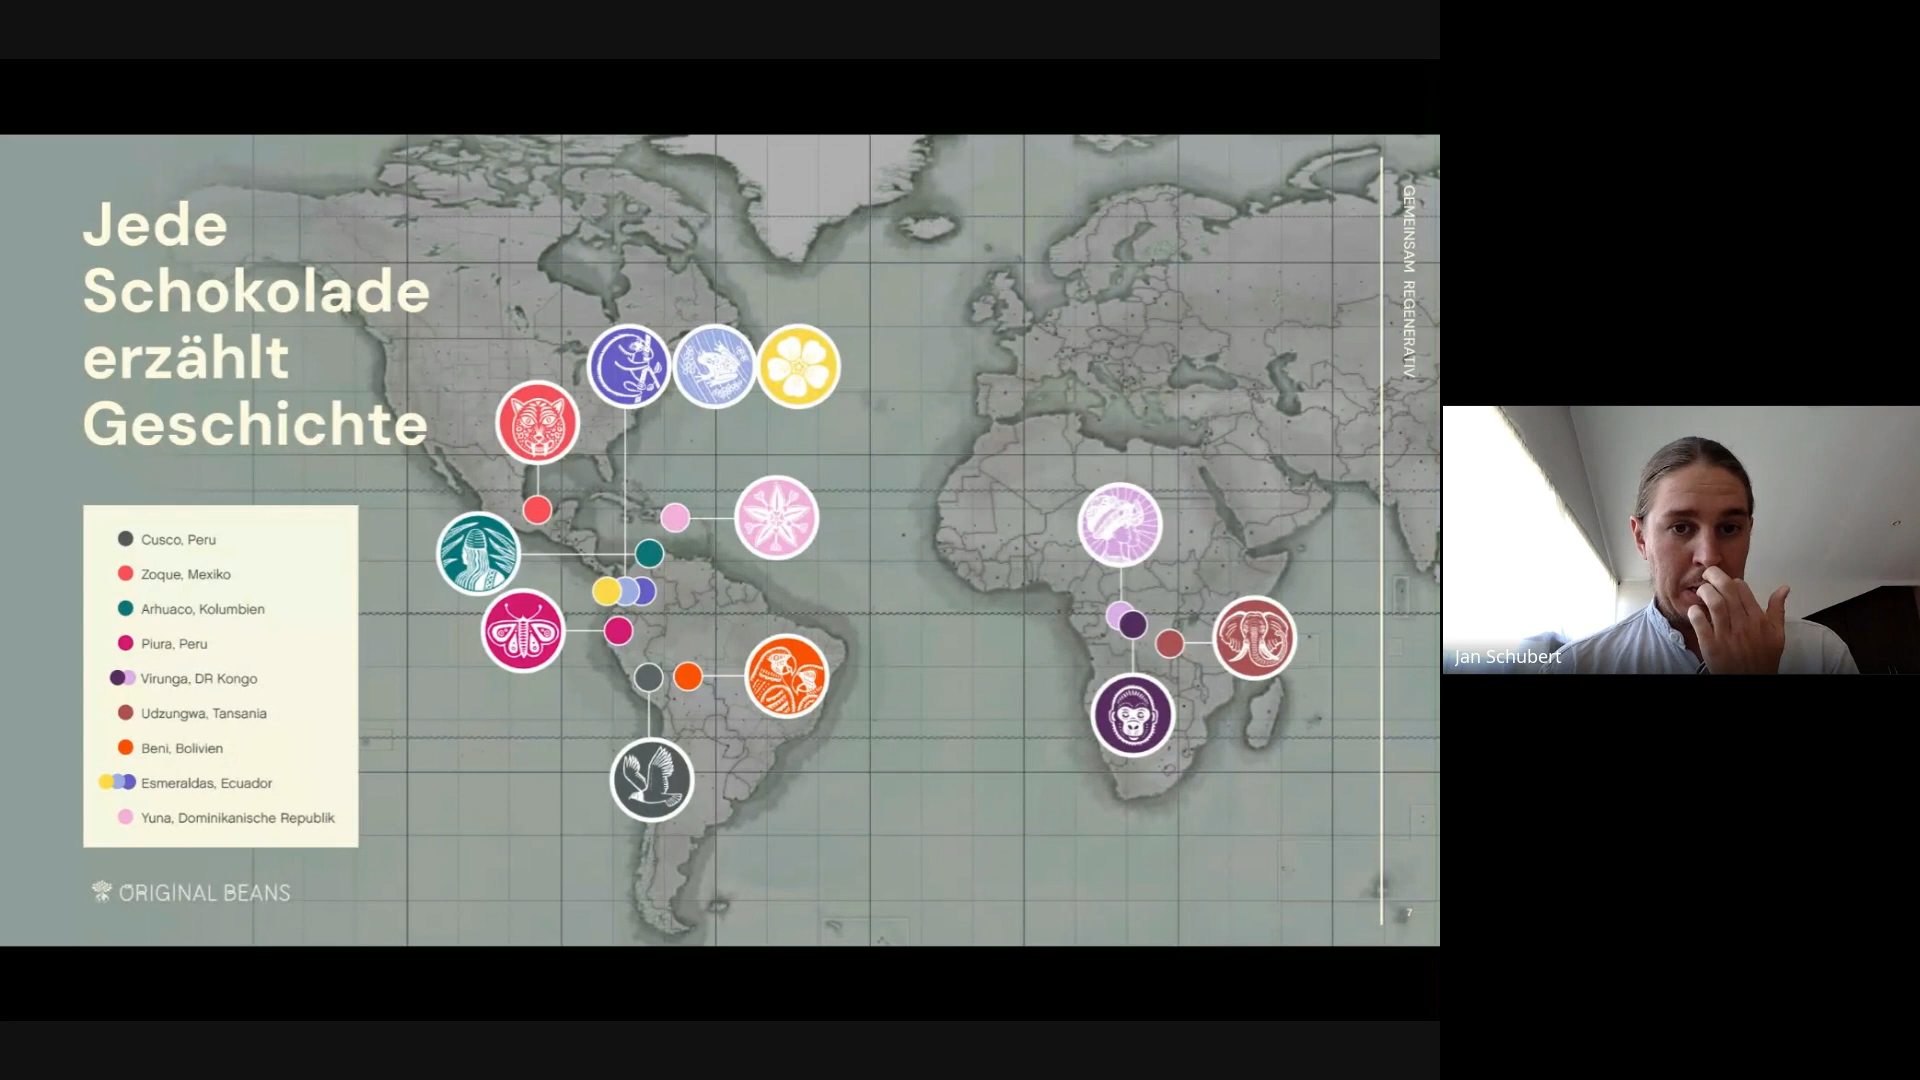 Jede
Schokolade
erzählt
Geschichte
Cusco, Peru
Zoque, Mexiko
Arhuaco, Kolumbien
Piura, Peru
Virunga, DR Kongo
Udzungwa, Tansania
Beni, Bolivien
Esmeraldas, Ecuador
Yuna, Dominikanische Republik
ORIGINAL BEANS
GEMEINSAM REGENERATIV
7
Jan Schubert